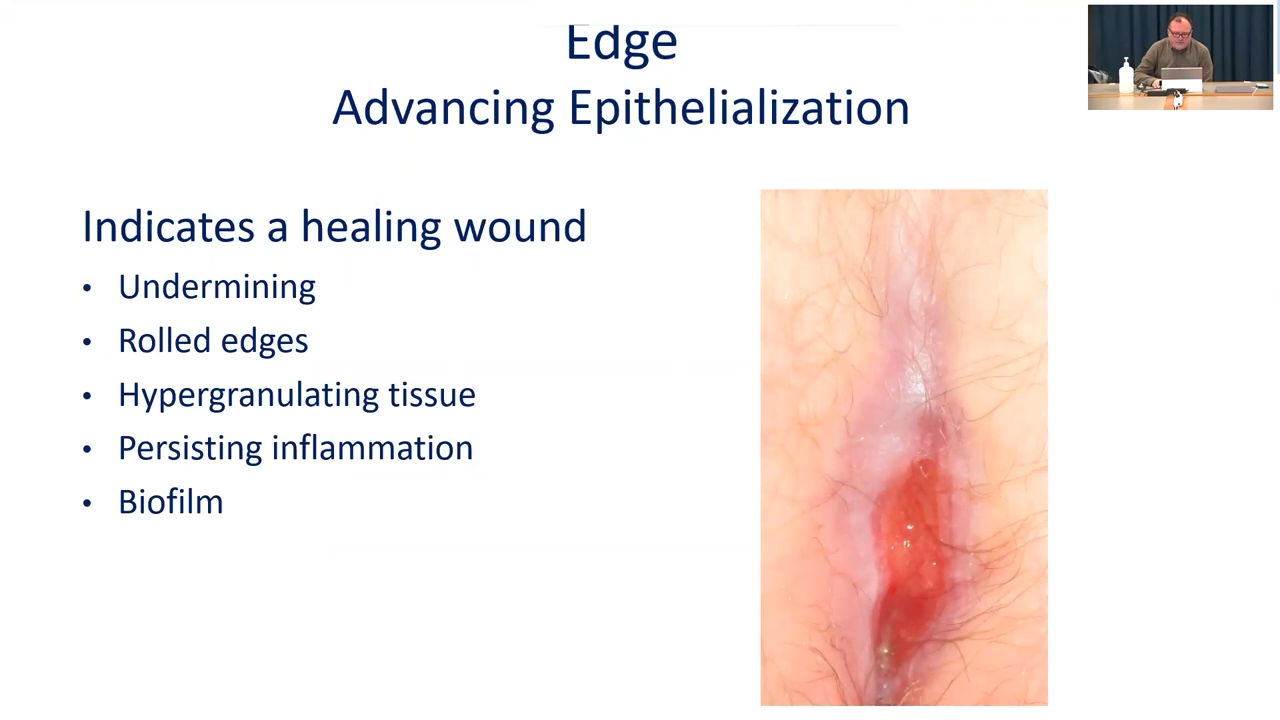 Edge
Advancing Epithelialization
Indicates a healing wound
• Undermining
• Rolled edges
• Hypergranulating tissue
• Persisting inflammation
• Biofilm